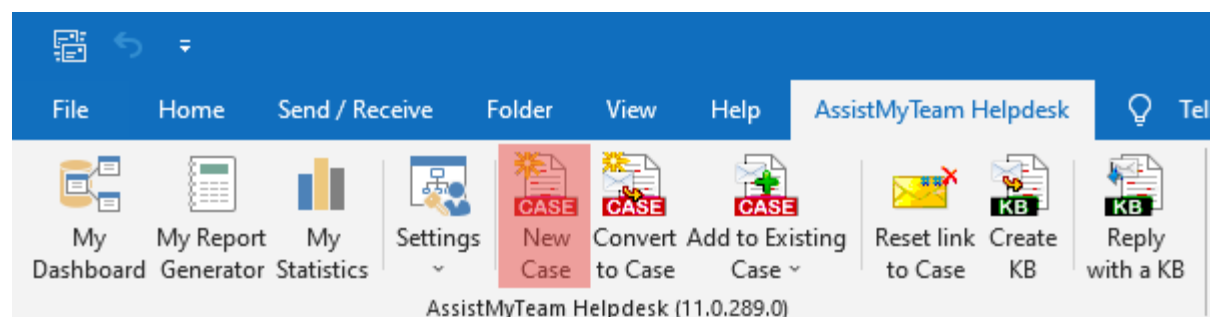 File Home Send / Receive Folder View Help AssistMyTeam Helpdesk Tel
CASE CASE CASE KB KB
My My Report My Settings New Convert Add to Existing Reset link Create Reply
Dashboard Generator Statistics Case to Case Case to Case KB with a KB
AssistMyTeam Helpdesk (11.0.289.0)